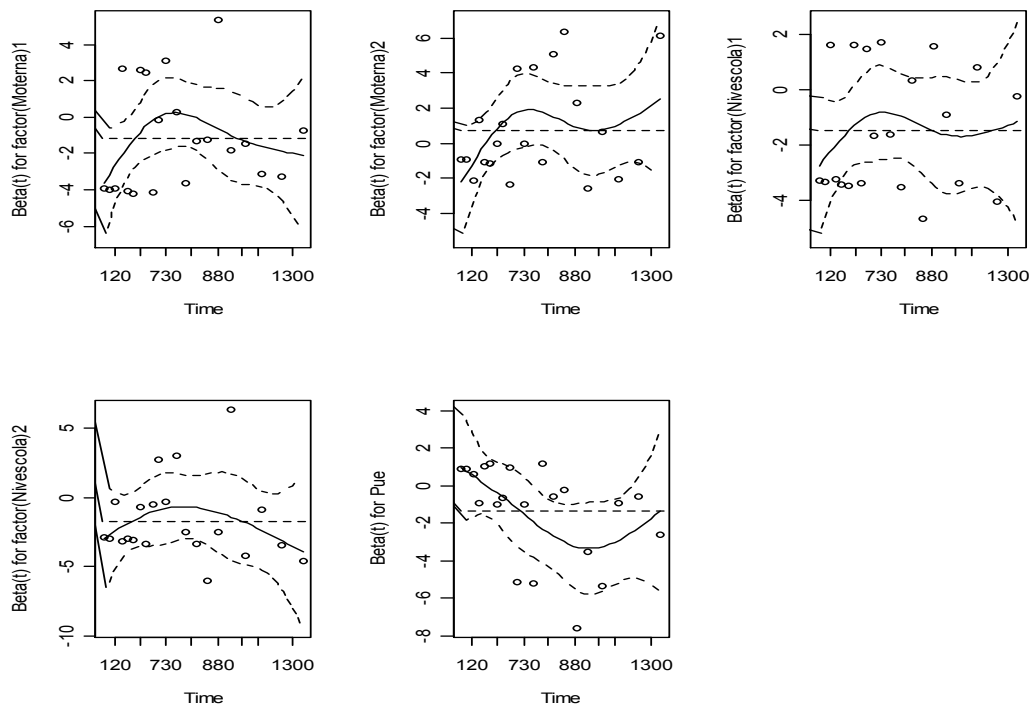 Beta(t) for factor(Moterna)1
4
2
0
-2
-4
-6
120 730 880 1300
Time
Beta(t) for factor(Moterna)2
6
4
2
0
-2
-4
120 730 880 1300
Time
Beta(t) for factor(Nivescola)1
2
0
-2
-4
120 730 880 1300
Time
Beta(t) for factor(Nivescola)2
5
0
-5
-10
120 730 880 1300
Time
Beta(t) for Pue
4
2
0
-2
-4
-6
-8
120 730 880 1300
Time